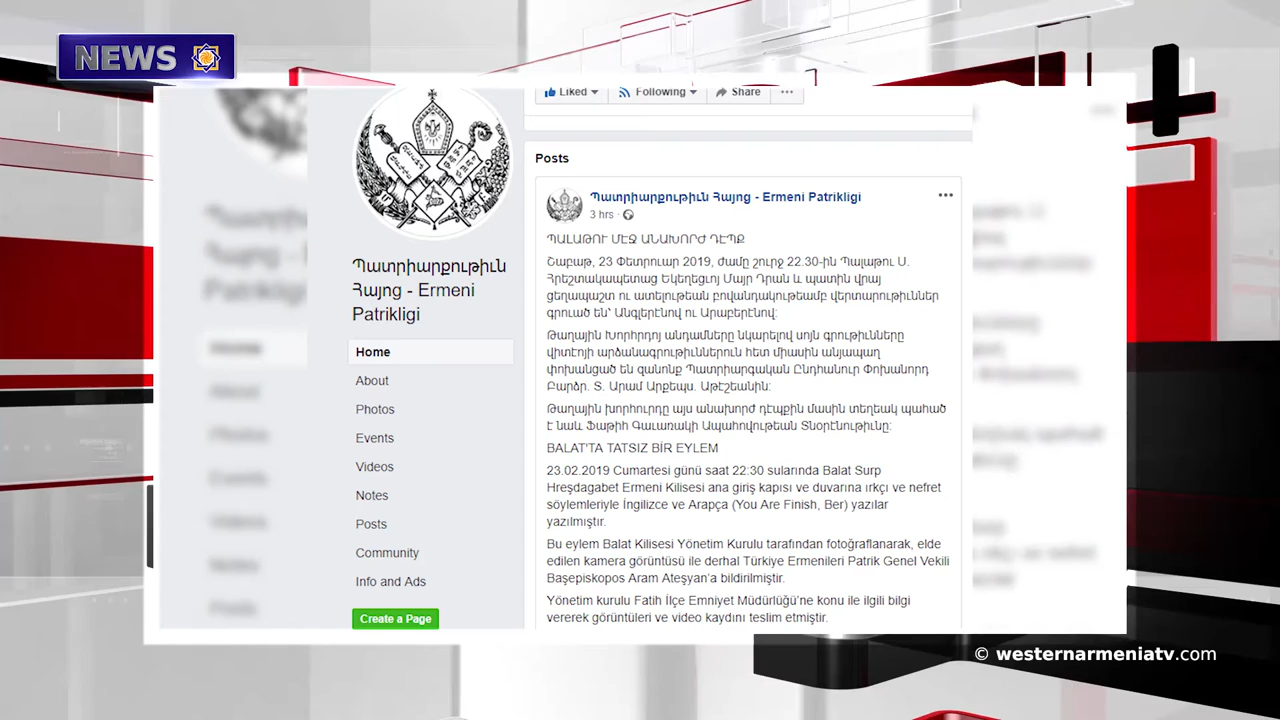 NEWS
Liked
Following
Share
Posts
Պատրիարքութիւն Հայոց - Ermeni Patrikligi
3 hrs
ՊԱԼԱԹՈՒ ՄԷՋ ԱՆԱԽՈՐԺ ԴԷՊՔ
Շաբաթ, 23 Փետրուար 2019, ժամը շուրջ 22.30-ին Պալաթու Ս.
Հրեշտակապետաց Եկեղեցւոյ Մայր Դրան և պատին վրայ
ցեղապաշտ ու ատելութեան բովանդակութեամբ վերտարութիւններ
գրուած են՝ Անգլերէնով ու Արաբերէնով:
Թաղային Խորհրդոյ անդամները նկարելով սոյն գրութիւնները
վիտէոյի արձանագրութիւններուն հետ միասին անյապաղ
փոխանցած են զանոնք Պատրիարգական Ընդհանուր Փոխանորդ
Բարձր. Տ. Արամ Արքեպս. Աթէշեանին:
Թաղային խորհուրդը այս անախորժ դէպքին մասին տեղեակ պահած
է նաև Ֆաթիհ Գաւառակի Ապահովութեան Տնօրէնութիւնը:
BALAT'TA TATSIZ BİR EYLEM
23.02.2019 Cumartesi günü saat 22:30 sularında Balat Surp
Hreşdagabet Ermeni Kilisesi ana giriş kapısı ve duvarına ırkçı ve nefret
söylemleriyle İngilizce ve Arapça (You Are Finish, Ber) yazılar
yazılmıştır.
Bu eylem Balat Kilisesi Yönetim Kurulu tarafından fotoğraflanarak, elde
edilen kamera görüntüsü ile derhal Türkiye Ermenileri Patrik Genel Vekili
Başepiskopos Aram Ateşyan'a bildirilmiştir.
Yönetim kurulu Fatih İlçe Emniyet Müdürlüğü'ne konu ile ilgili bilgi
vererek görüntüleri ve video kaydını teslim etmiştir.
Պատրիարքութիւն
Հայոց - Ermeni
Patrikligi
Home
About
Photos
Events
Videos
Notes
Posts
Community
Info and Ads
Create a Page
© westernarmeniatv.com